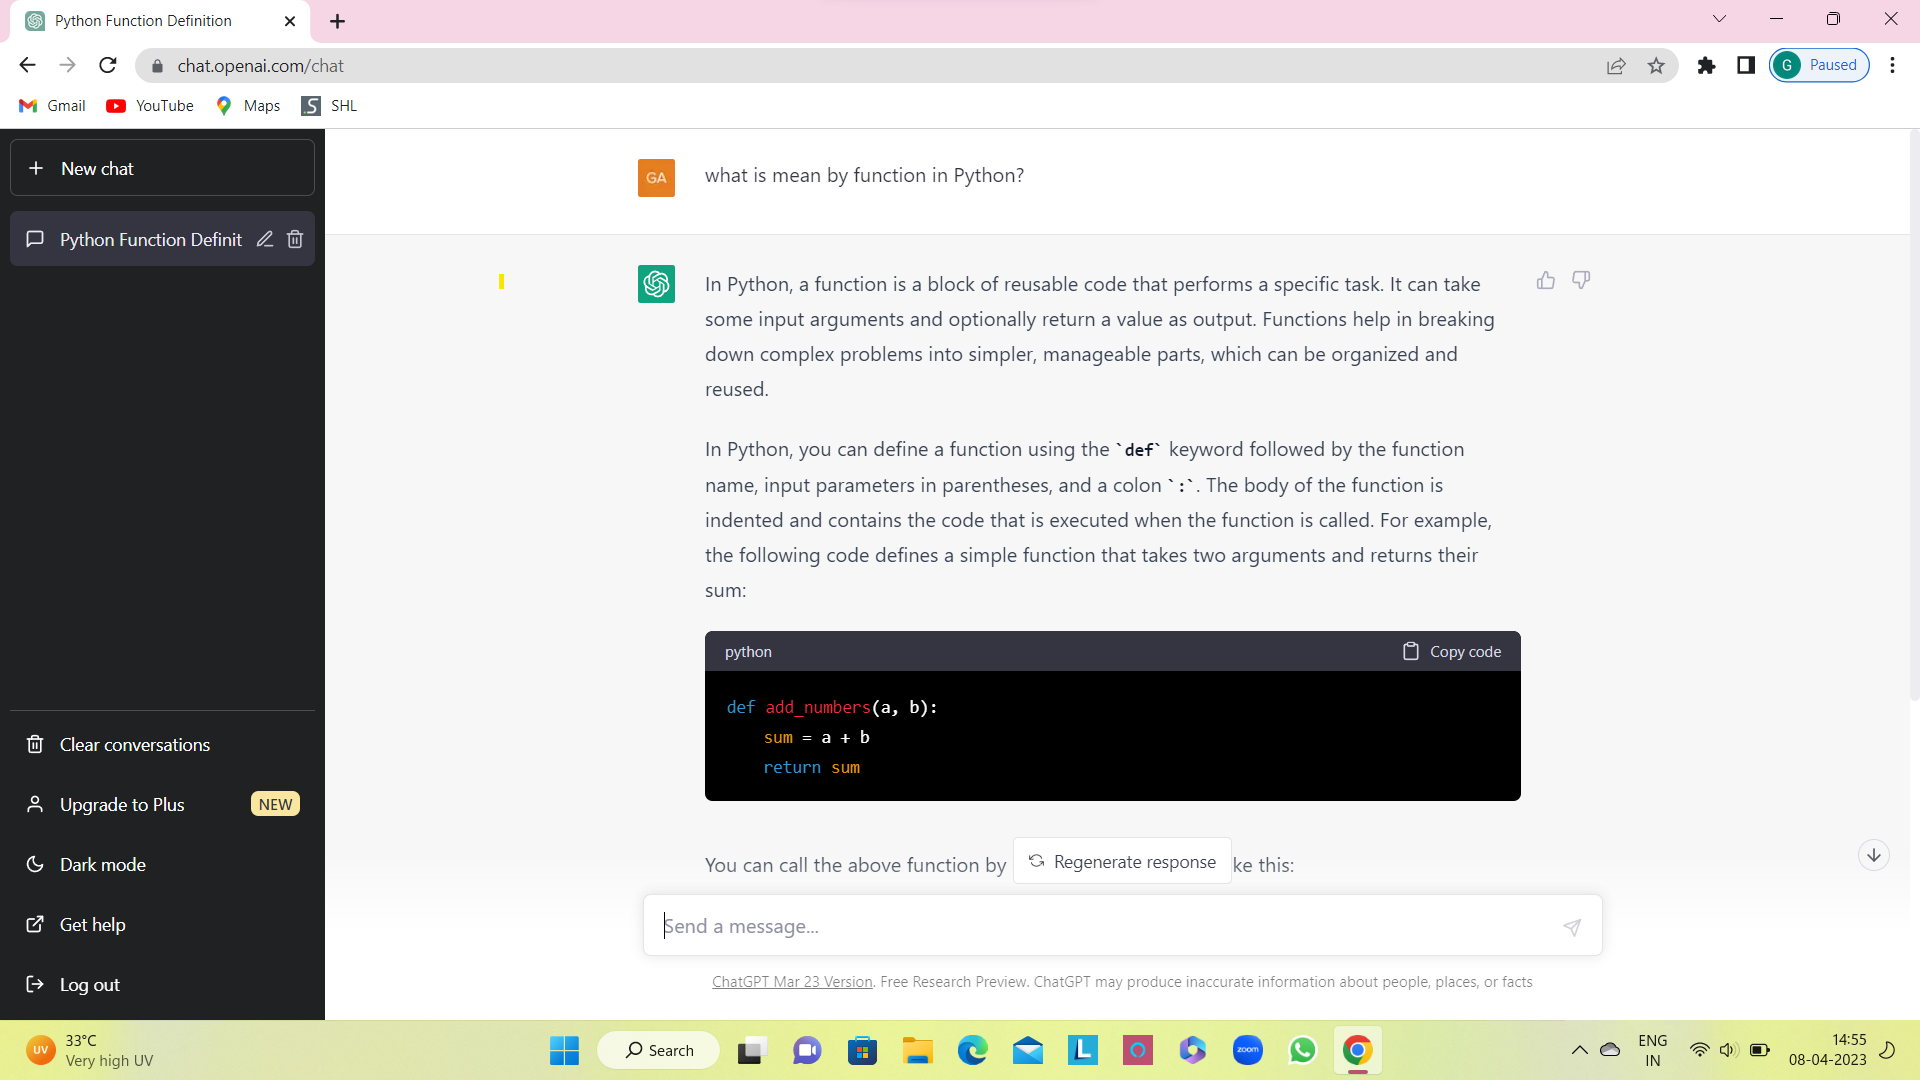 Python Function Definition
chat.openai.com/chat
G Paused
Gmail YouTube Maps SHL
New chat
Python Function Definit
Clear conversations
Upgrade to Plus NEW
Dark mode
Get help
Log out
GA what is mean by function in Python?
In Python, a function is a block of reusable code that performs a specific task. It can take
some input arguments and optionally return a value as output. Functions help in breaking
down complex problems into simpler, manageable parts, which can be organized and
reused.
In Python, you can define a function using the `def` keyword followed by the function
name, input parameters in parentheses, and a colon `:`. The body of the function is
indented and contains the code that is executed when the function is called. For example,
the following code defines a simple function that takes two arguments and returns their
sum:
python Copy code
def add_numbers(a, b):
    sum = a + b
    return sum
You can call the above function by Regenerate response ke this:
Send a message...
ChatGPT Mar 23 Version. Free Research Preview. ChatGPT may produce inaccurate information about people, places, or facts
UV 33°C
Very high UV
Search
zoom
ENG
IN
14:55
08-04-2023